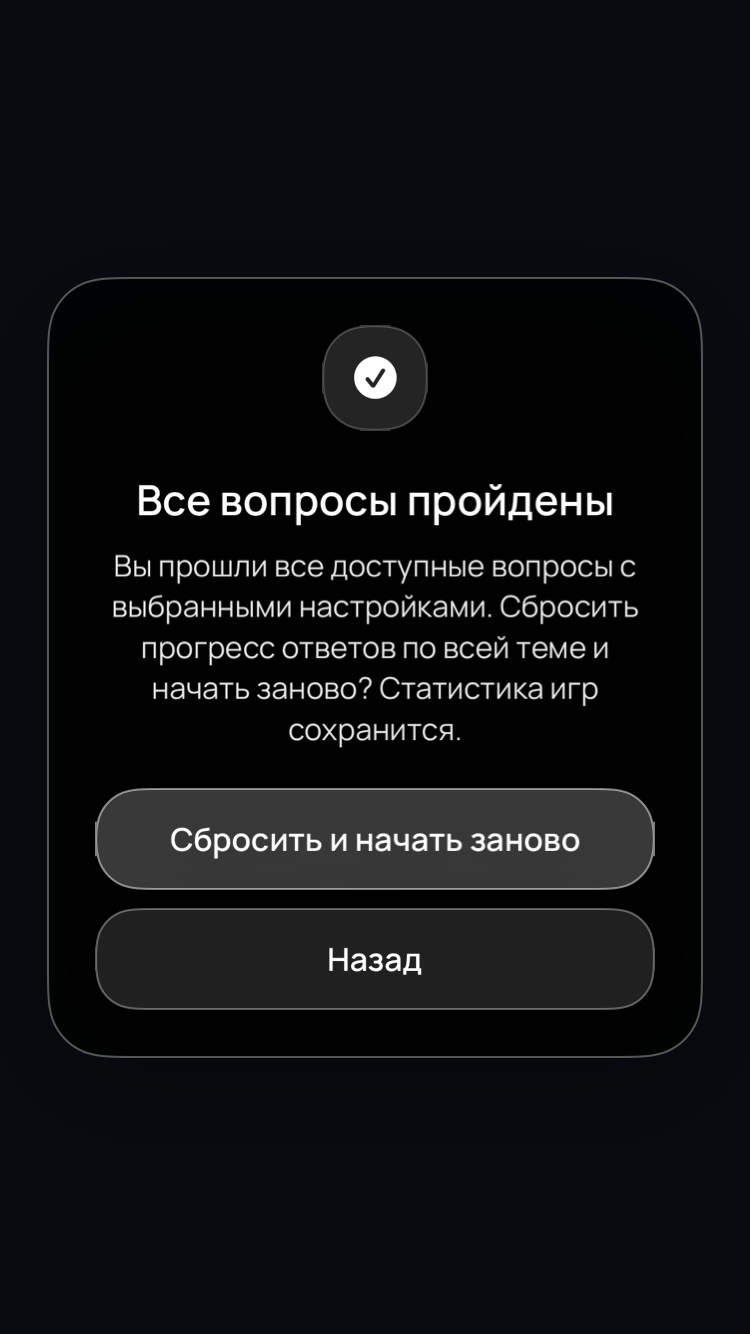 Все вопросы пройдены
Вы прошли все доступные вопросы с
выбранными настройками. Сбросить
прогресс ответов по всей теме и
начать заново? Статистика игр
сохранится.
Сбросить и начать заново
Назад